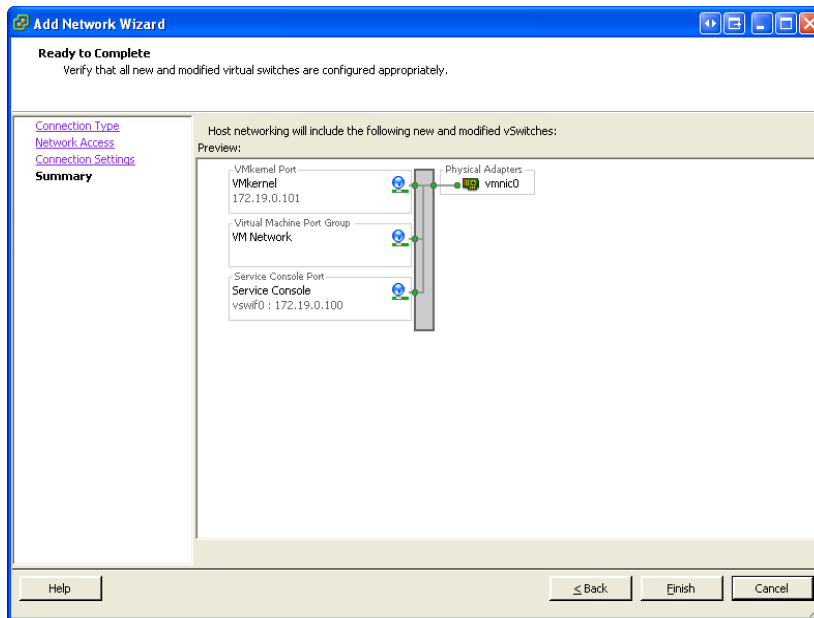 Add Network Wizard
Ready to Complete
Verify that all new and modified virtual switches are configured appropriately.
Connection Type
Network Access
Connection Settings
Summary
Host networking will include the following new and modified vSwitches:
Preview:
VMkernel Port
VMkernel
172.19.0.101
Physical Adapters
vmnic0
Virtual Machine Port Group
VM Network
Service Console Port
Service Console
vswif0 : 172.19.0.100
Help
< Back
Finish
Cancel